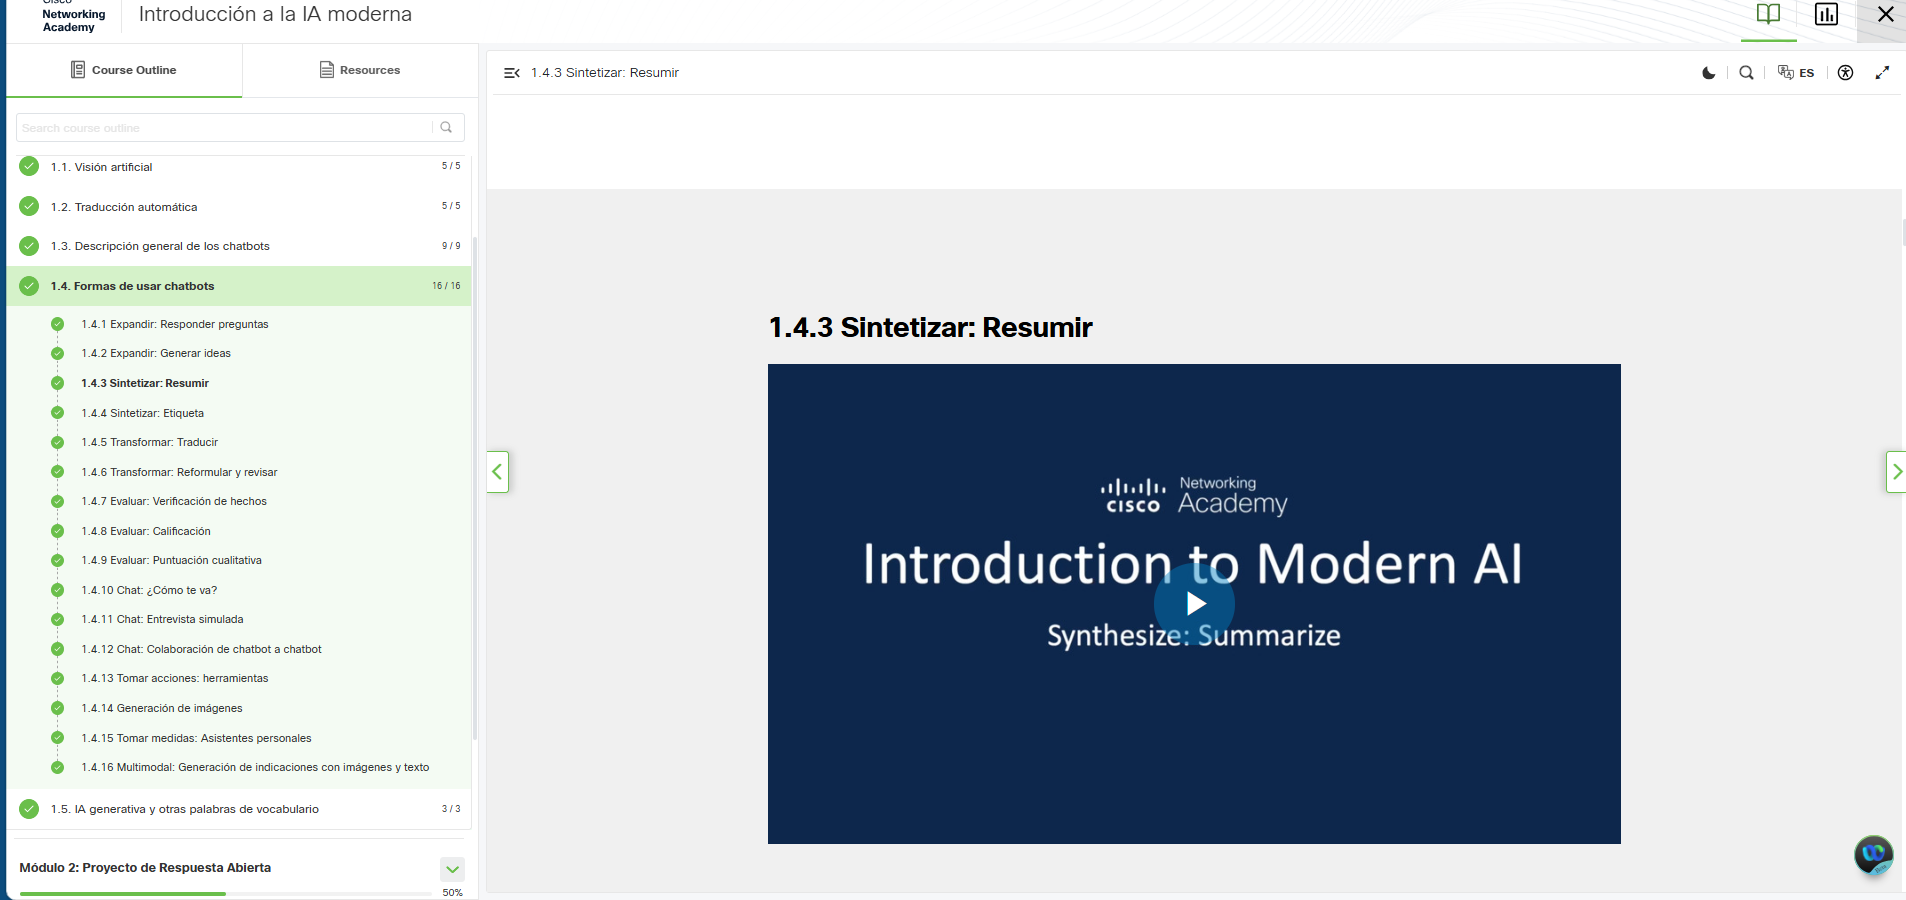 Cisco
Networking
Academy
Introducción a la IA moderna
Course Outline
Resources
Search course outline
1.1. Visión artificial
5 / 5
1.2. Traducción automática
5 / 5
1.3. Descripción general de los chatbots
9 / 9
1.4. Formas de usar chatbots
16 / 16
1.4.1 Expandir: Responder preguntas
1.4.2 Expandir: Generar ideas
1.4.3 Sintetizar: Resumir
1.4.4 Sintetizar: Etiqueta
1.4.5 Transformar: Traducir
1.4.6 Transformar: Reformular y revisar
1.4.7 Evaluar: Verificación de hechos
1.4.8 Evaluar: Calificación
1.4.9 Evaluar: Puntuación cualitativa
1.4.10 Chat: ¿Cómo te va?
1.4.11 Chat: Entrevista simulada
1.4.12 Chat: Colaboración de chatbot a chatbot
1.4.13 Tomar acciones: herramientas
1.4.14 Generación de imágenes
1.4.15 Tomar medidas: Asistentes personales
1.4.16 Multimodal: Generación de indicaciones con imágenes y texto
1.5. IA generativa y otras palabras de vocabulario
3 / 3
Módulo 2: Proyecto de Respuesta Abierta
50%
1.4.3 Sintetizar: Resumir
ES
1.4.3 Sintetizar: Resumir
cisco
Networking
Academy
Introduction to Modern AI
Synthesize: Summarize